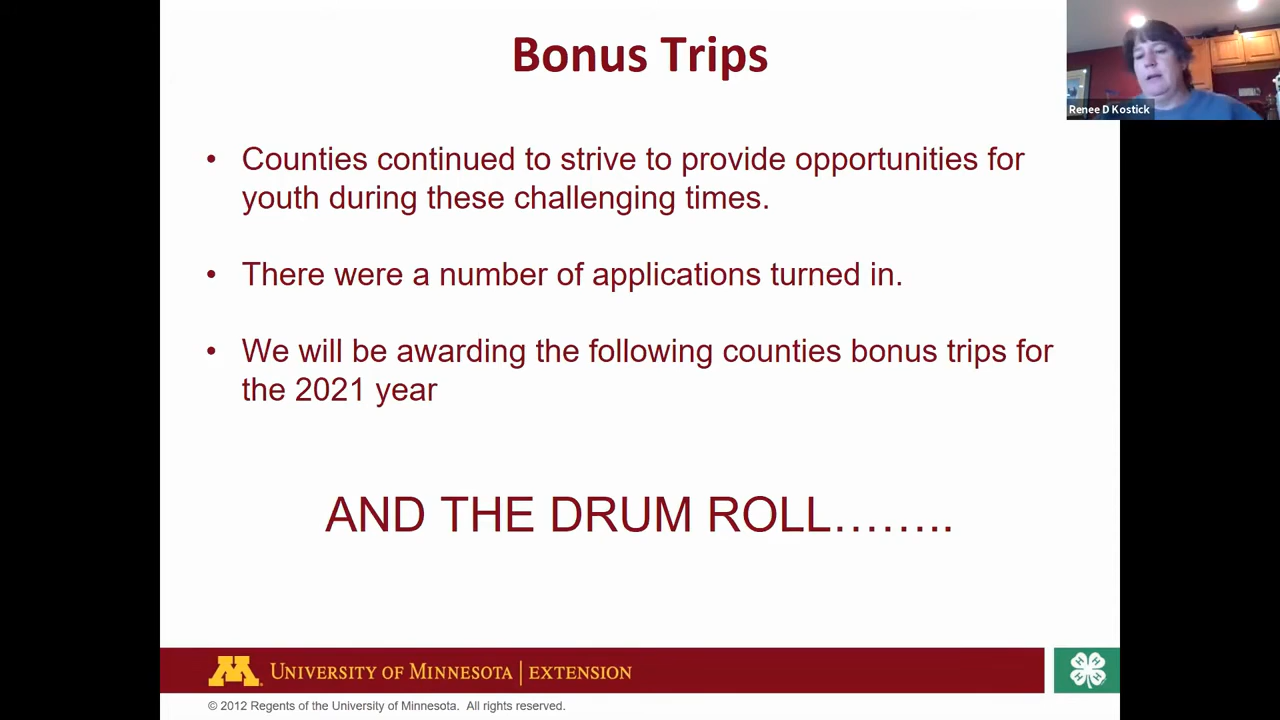 Bonus Trips
Renee D Kostick
• Counties continued to strive to provide opportunities for
youth during these challenging times.
• There were a number of applications turned in.
• We will be awarding the following counties bonus trips for
the 2021 year
AND THE DRUM ROLL……..
M
UNIVERSITY OF MINNESOTA | EXTENSION
H H H H
© 2012 Regents of the University of Minnesota. All rights reserved.